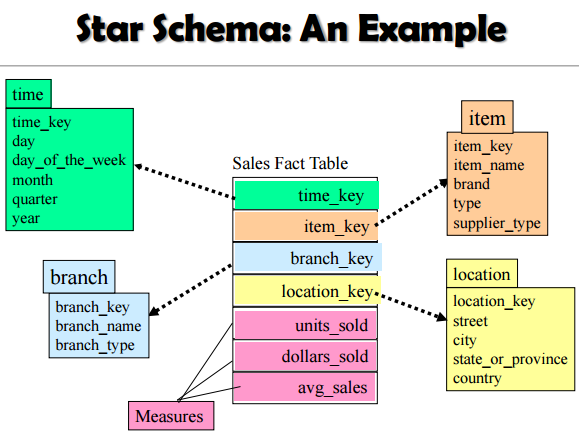 Star Schema: An Example
time
time_key
day
day_of_the_week
month
quarter
year
item
item_key
item_name
brand
type
supplier_type
Sales Fact Table
time_key
item_key
branch_key
location_key
units_sold
dollars_sold
avg_sales
branch
branch_key
branch_name
branch_type
location
location_key
street
city
state_or_province
country
Measures